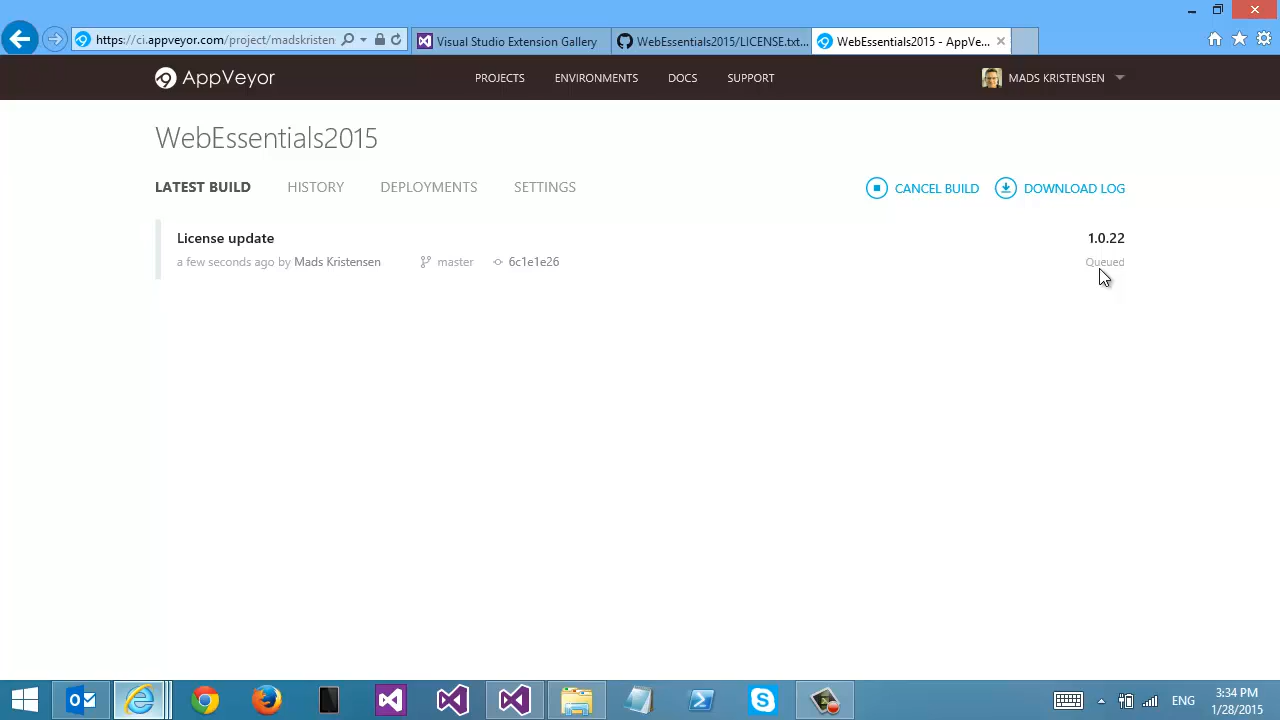 https://ci.appveyor.com/project/madskristen
Visual Studio Extension Gallery
WebEssentials2015/LICENSE.txt...
WebEssentials2015 - AppVe...
AppVeyor
PROJECTS
ENVIRONMENTS
DOCS
SUPPORT
MADS KRISTENSEN
WebEssentials2015
LATEST BUILD
HISTORY
DEPLOYMENTS
SETTINGS
CANCEL BUILD
DOWNLOAD LOG
License update
1.0.22
a few seconds ago by Mads Kristensen
master
6c1e1e26
Queued
ENG
3:34 PM
1/28/2015